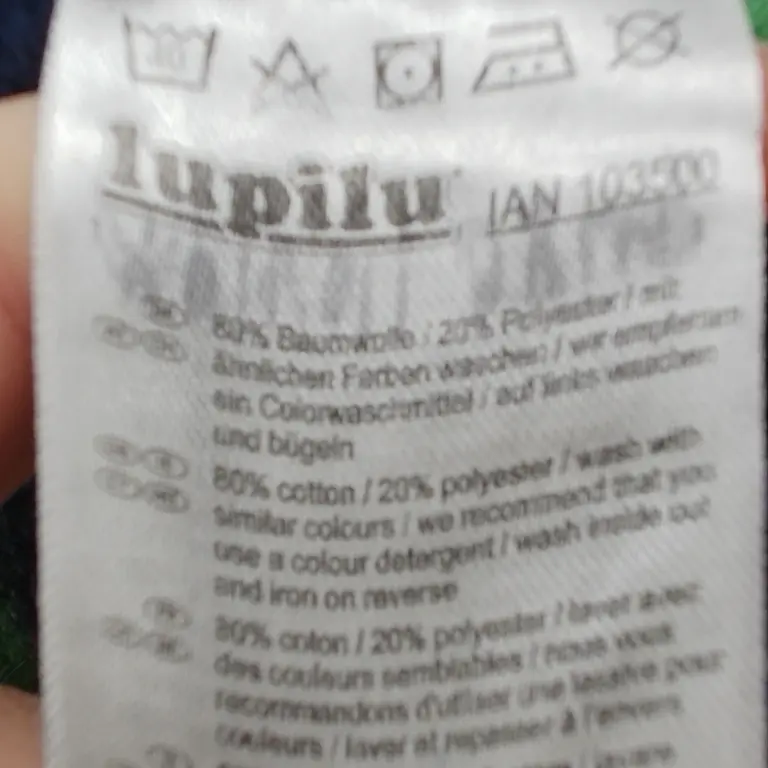 lupilu IAN 103500
80% Baumwolle / 20% Polyester / mit
ähnlichen Farben waschen / wir empfehlen
ein Colorwaschmittel / auf links waschen
und bügeln
80% cotton / 20% polyester / wash with
similar colours / we recommend that you
use a colour detergent / wash inside out
and iron on reverse
80% coton / 20% polyester / laver avec
des couleurs semblables / nous vous
recommandons d'utiliser une lessive pour
couleurs / laver et repasser à l'envers